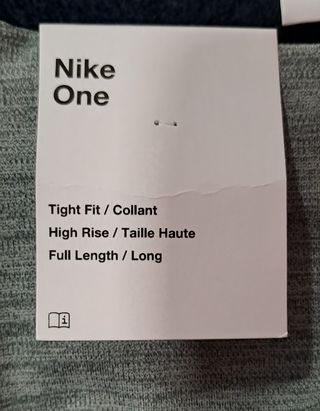 Nike
One
Tight Fit / Collant
High Rise / Taille Haute
Full Length / Long
i